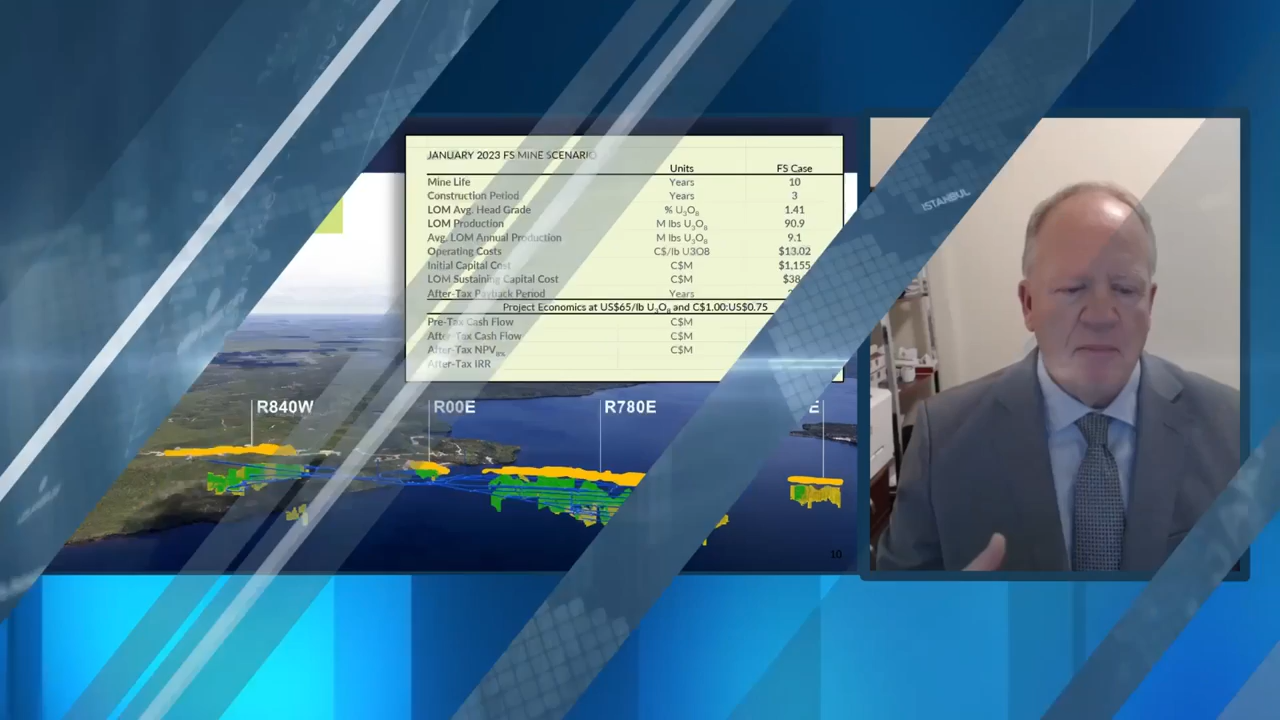 JANUARY 2023 FS MINE SCENARIO
Units FS Case
Mine Life Years 10
Construction Period Years 3
LOM Avg. Head Grade % U₃O₈ 1.41
LOM Production M lbs U₃O₈ 90.9
Avg. LOM Annual Production M lbs U₃O₈ 9.1
Operating Costs C$/lb U3O8 $13.02
Initial Capital Cost C$M $1,155
LOM Sustaining Capital Cost C$M
After-Tax Payback Period Years
Project Economics at US$65/lb U₃O₈ and C$1.00:US$0.75
Pre-Tax Cash Flow C$M
After-Tax Cash Flow C$M
After-Tax NPV₈% C$M
After-Tax IRR
R840W R00E R780E E
ISTANBUL
10